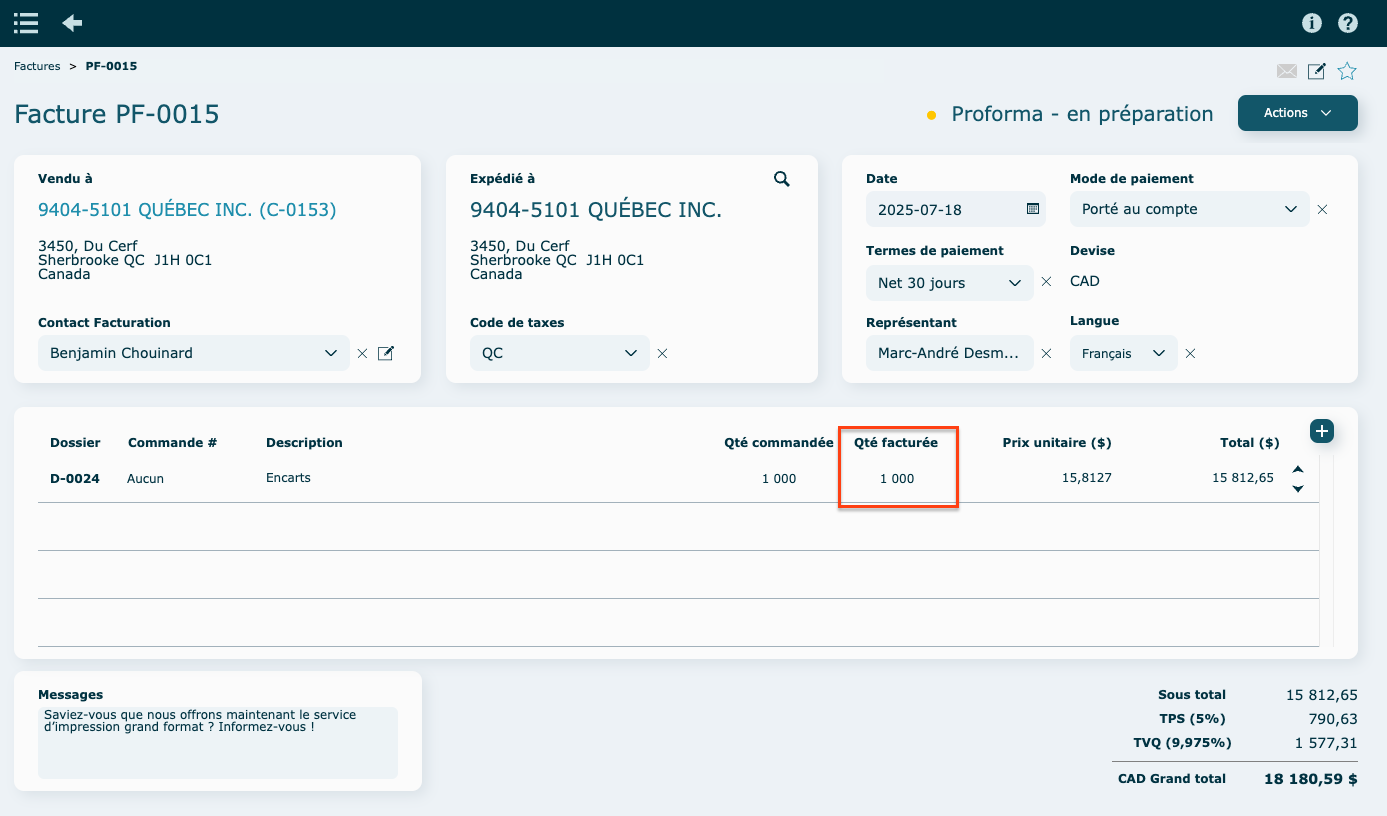 Factures > PF-0015
Facture PF-0015
Proforma - en préparation
Actions
Vendu à
9404-5101 QUÉBEC INC. (C-0153)
3450, Du Cerf
Sherbrooke QC J1H 0C1
Canada
Contact Facturation
Benjamin Chouinard
Expédié à
9404-5101 QUÉBEC INC.
3450, Du Cerf
Sherbrooke QC J1H 0C1
Canada
Code de taxes
QC
Date
2025-07-18
Mode de paiement
Porté au compte
Termes de paiement
Net 30 jours
Devise
CAD
Représentant
Marc-André Desm...
Langue
Français
Dossier Commande # Description Qté commandée Qté facturée Prix unitaire ($) Total ($)
D-0024 Aucun Encarts 1 000 1 000 15,8127 15 812,65
Messages
Saviez-vous que nous offrons maintenant le service
d'impression grand format ? Informez-vous !
Sous total 15 812,65
TPS (5%) 790,63
TVQ (9,975%) 1 577,31
CAD Grand total 18 180,59 $